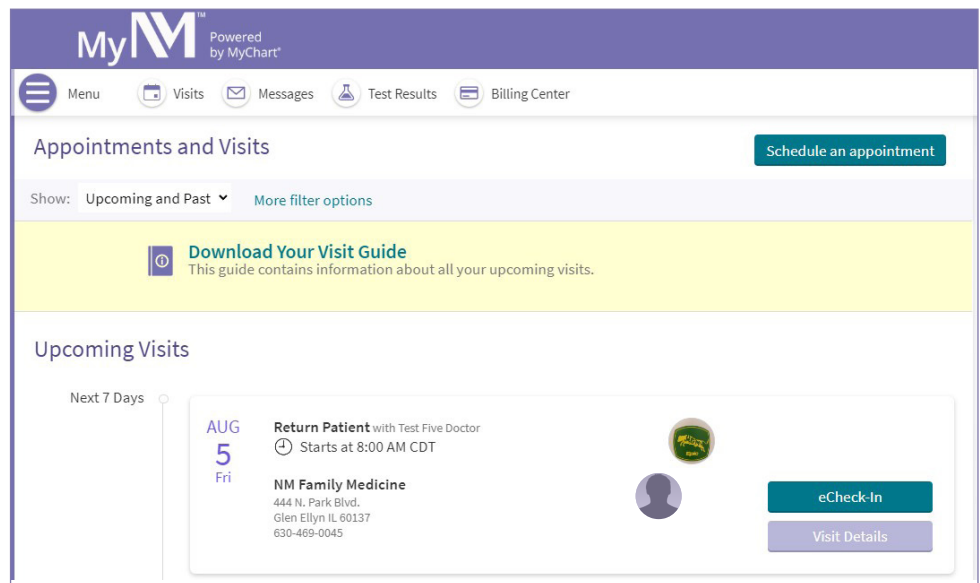 MyNM™ Powered
by MyChart®
Menu Visits Messages Test Results Billing Center
Appointments and Visits
Schedule an appointment
Show: Upcoming and Past More filter options
Download Your Visit Guide
This guide contains information about all your upcoming visits.
Upcoming Visits
Next 7 Days
AUG
5
Fri
Return Patient with Test Five Doctor
Starts at 8:00 AM CDT
NM Family Medicine
444 N. Park Blvd.
Glen Ellyn IL 60137
630-469-0045
eCheck-In
Visit Details